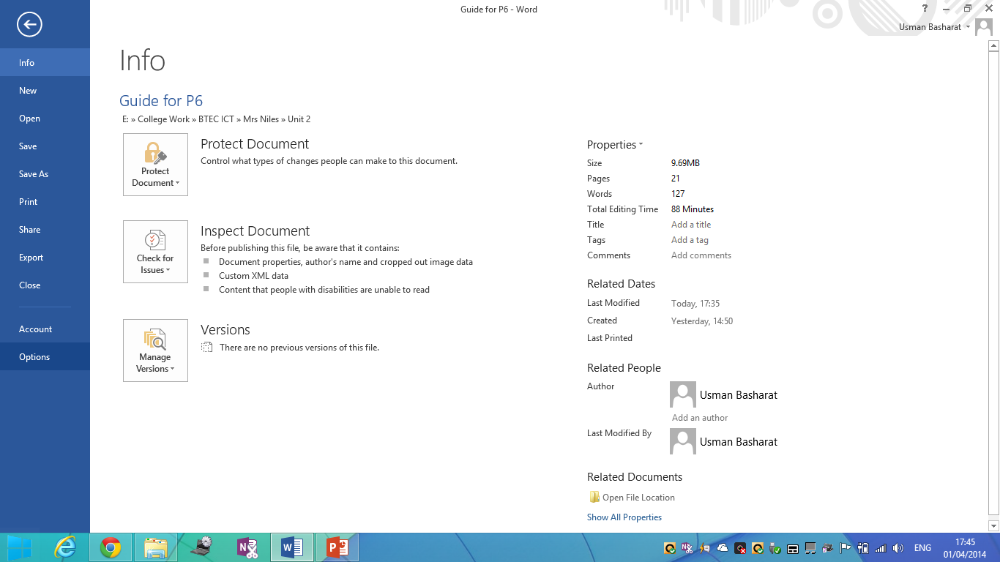 Guide for P6 - Word
?
Usman Basharat
Info
New
Open
Save
Save As
Print
Share
Export
Close
Account
Options
Info
Guide for P6
E: » College Work » BTEC ICT » Mrs Niles » Unit 2
Protect Document
Protect Document
Control what types of changes people can make to this document.
Check for Issues
Inspect Document
Before publishing this file, be aware that it contains:
Document properties, author's name and cropped out image data
Custom XML data
Content that people with disabilities are unable to read
Manage Versions
Versions
There are no previous versions of this file.
Properties
Size 9.69MB
Pages 21
Words 127
Total Editing Time 88 Minutes
Title Add a title
Tags Add a tag
Comments Add comments
Related Dates
Last Modified Today, 17:35
Created Yesterday, 14:50
Last Printed
Related People
Author Usman Basharat
Add an author
Last Modified By Usman Basharat
Related Documents
Open File Location
Show All Properties
ENG
17:45
01/04/2014